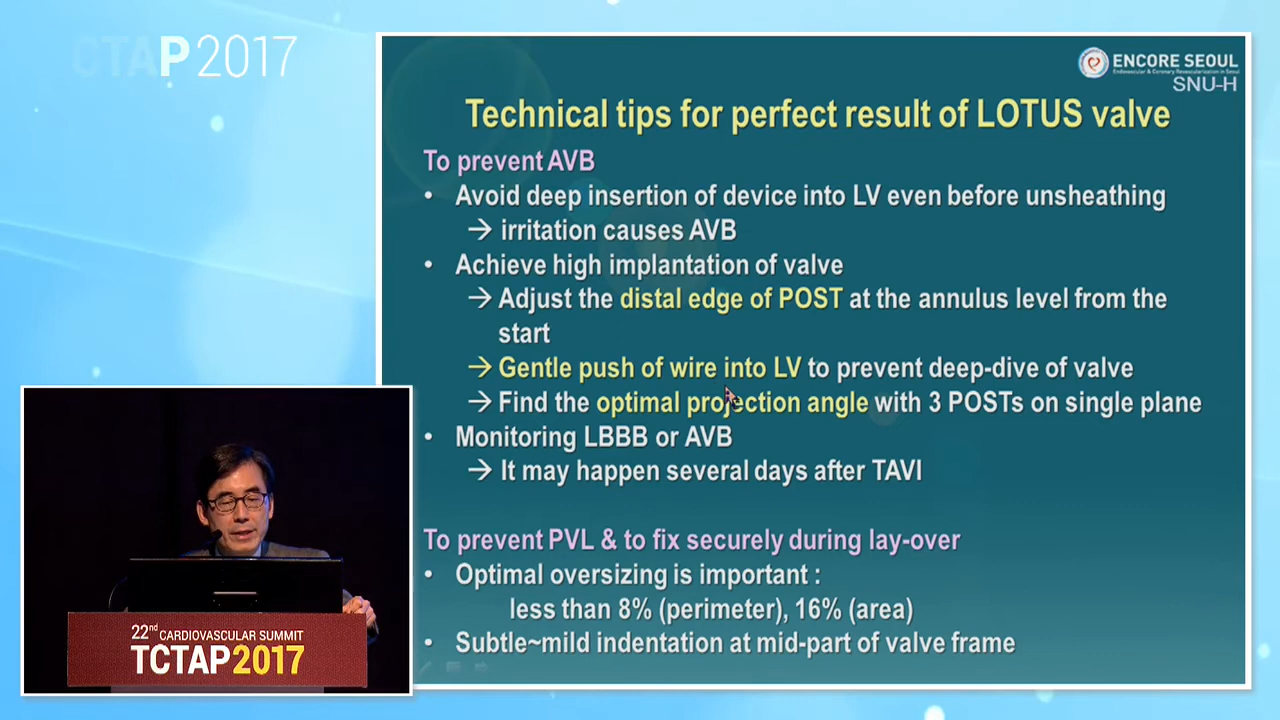 TCTAP 2017
ENCORE SEOUL
Endovascular & Coronary Revascularization in Seoul
SNU-H
Technical tips for perfect result of LOTUS valve
To prevent AVB
• Avoid deep insertion of device into LV even before unsheathing
→ irritation causes AVB
• Achieve high implantation of valve
→ Adjust the distal edge of POST at the annulus level from the
start
→ Gentle push of wire into LV to prevent deep-dive of valve
→ Find the optimal projection angle with 3 POSTs on single plane
• Monitoring LBBB or AVB
→ It may happen several days after TAVI
To prevent PVL & to fix securely during lay-over
• Optimal oversizing is important :
less than 8% (perimeter), 16% (area)
• Subtle~mild indentation at mid-part of valve frame
22nd CARDIOVASCULAR SUMMIT
TCTAP2017